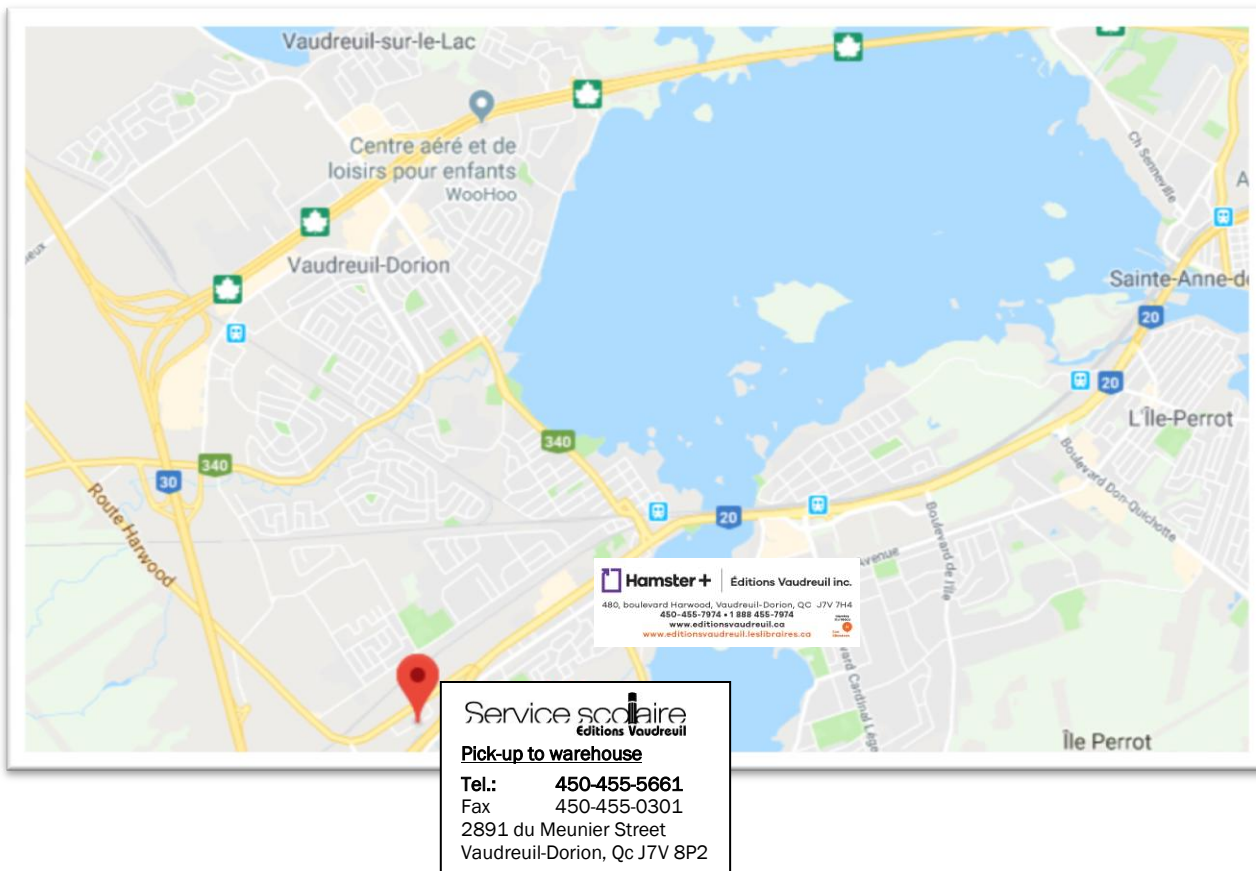 Vaudreuil-sur-le-Lac
Centre aéré et de
loisirs pour enfants
WooHoo
Ch Senneville
A
Vaudreuil-Dorion
Sainte-Anne-de
20
20
L'Île-Perrot
340
340
30
Route Harwood
20
Boulevard Don-Quichotte
Boulevard de l'Île
Avenue
Hamster +
Éditions Vaudreuil inc.
480, boulevard Harwood, Vaudreuil-Dorion, QC J7V 7H4
450-455-7974 • 1 888 455-7974
www.editionsvaudreuil.ca
www.editionsvaudreuil.leslibraires.ca
vard Cardinal Lége
Île Perrot
Service scolaire
Éditions Vaudreuil
Pick-up to warehouse
Tel.: 450-455-5661
Fax 450-455-0301
2891 du Meunier Street
Vaudreuil-Dorion, Qc J7V 8P2